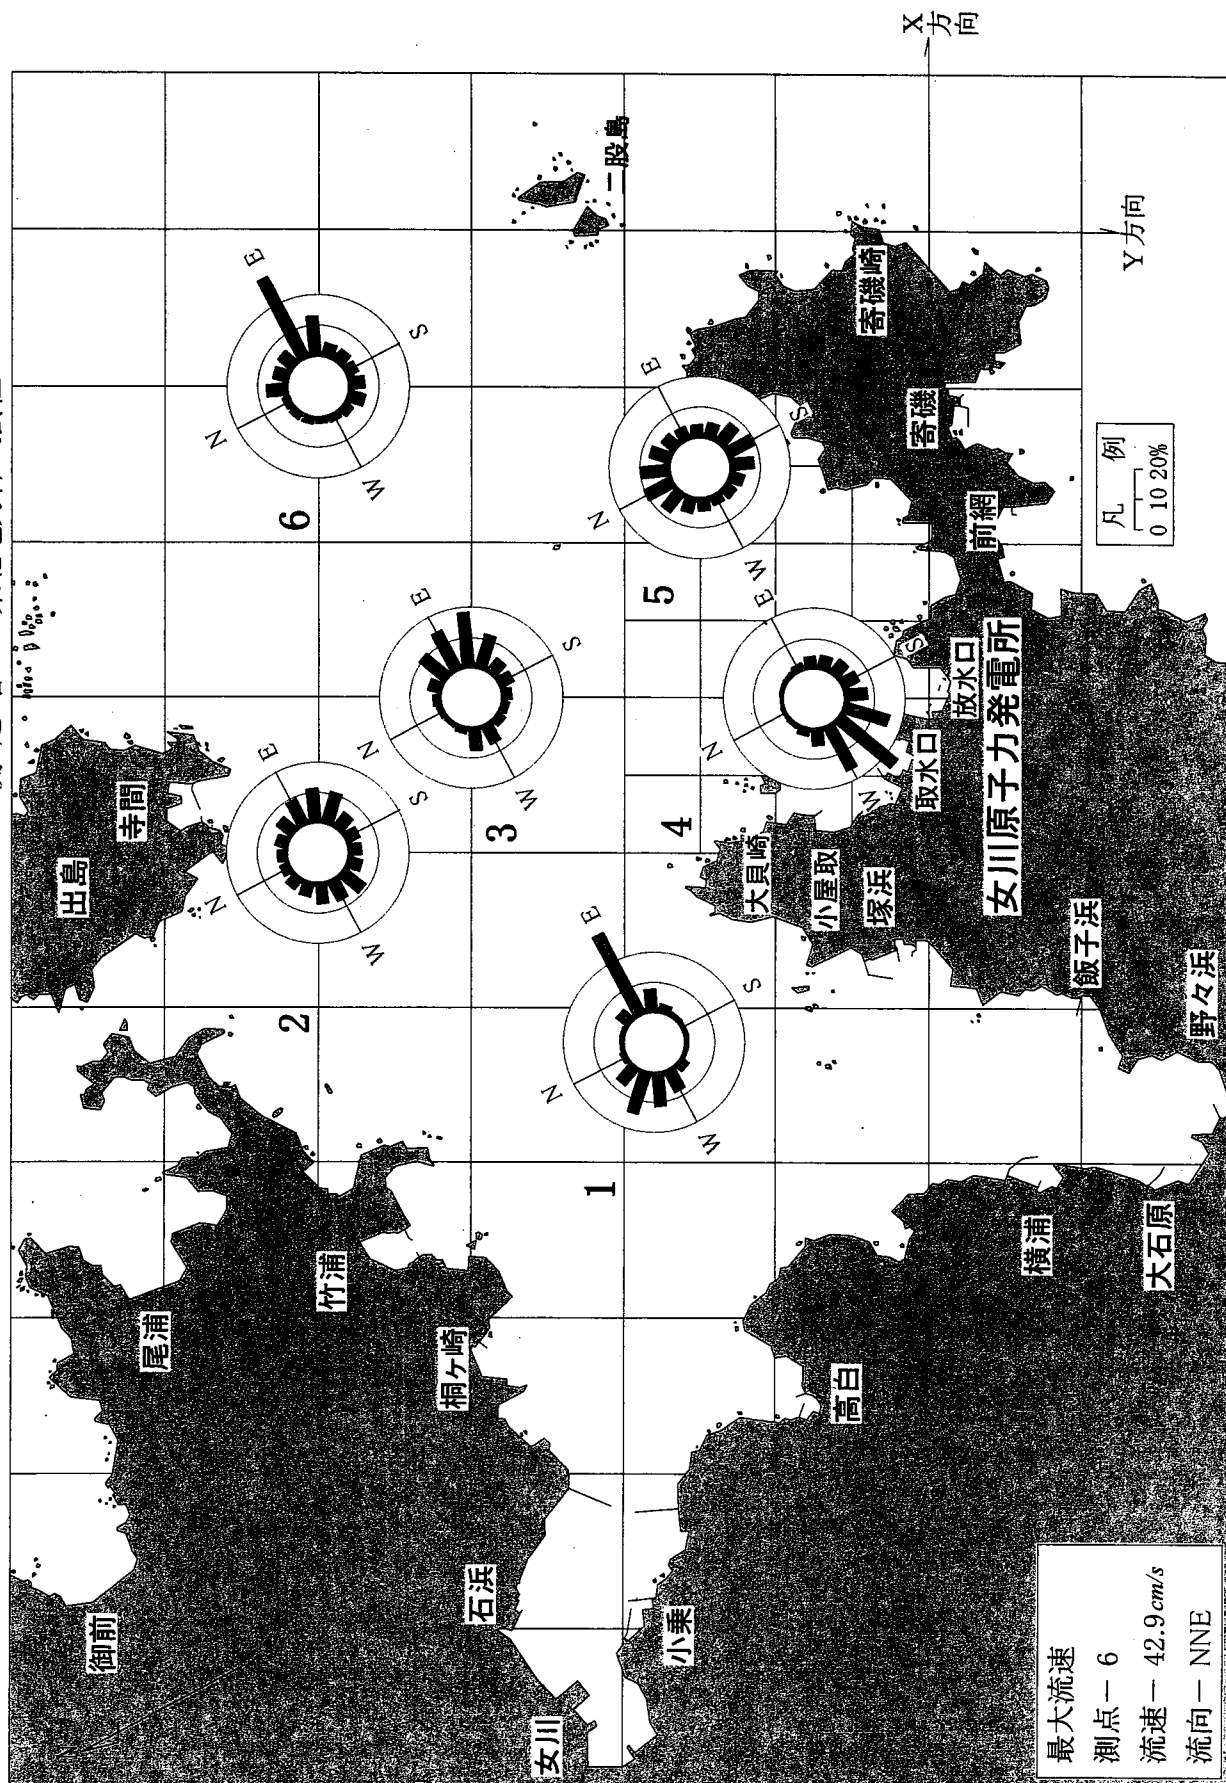 出島
寺間
二股島
尾浦
竹浦
御前
桐ヶ崎
石浜
女川
小乗
高白
横浦
大石原
野々浜
飯子浜
塚浜
小屋取
大貝崎
取水口
放水口
女川原子力発電所
前網
寄磯
寄磯崎
1
N
E
S
W
2
N
E
S
W
3
N
E
S
W
4
N
E
S
W
5
N
E
S
W
6
N
E
S
W
X方向
Y方向
凡 例
0 10 20%
最大流速
測点ー 6
流速ー 42.9cm/s
流向ー NNE